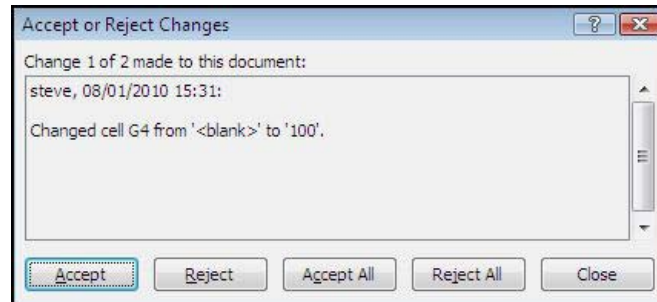 Accept or Reject Changes
Change 1 of 2 made to this document:
steve, 08/01/2010 15:31:
Changed cell G4 from '<blank>' to '100'.
Accept Reject Accept All Reject All Close